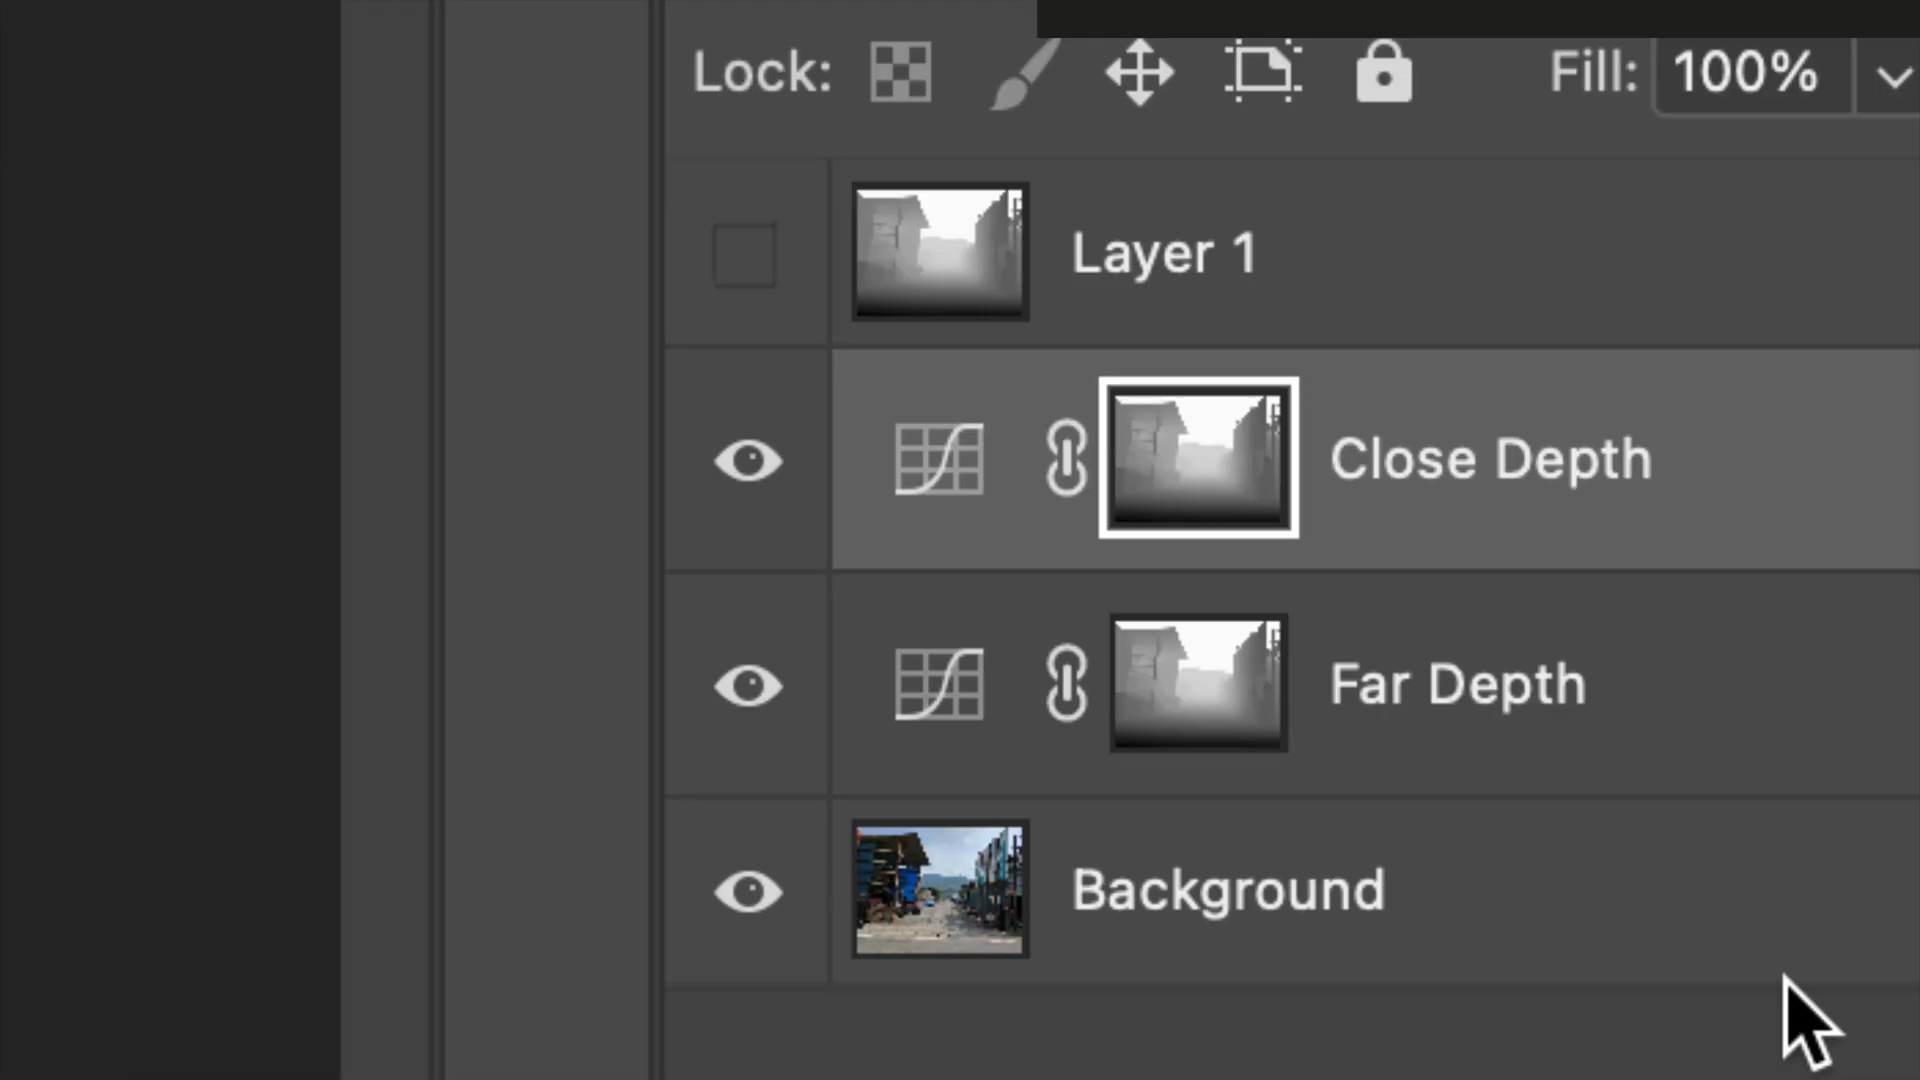 Lock: Fill: 100%
Layer 1
Close Depth
Far Depth
Background